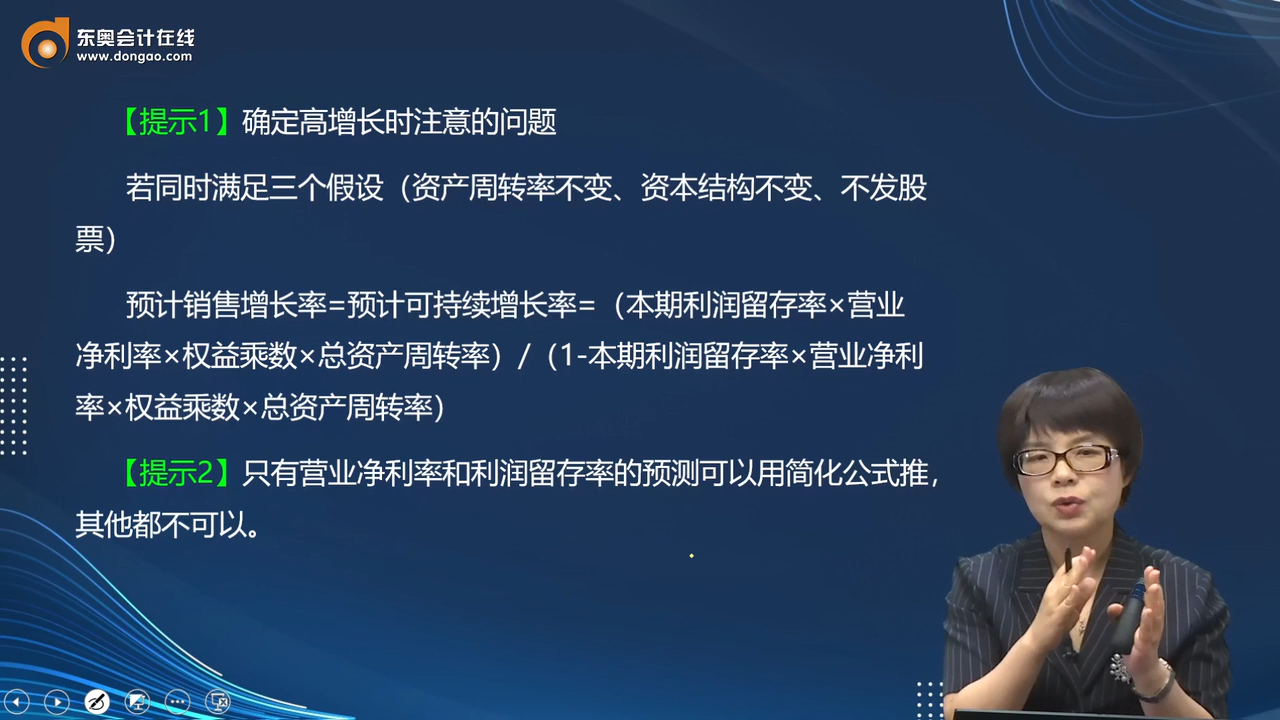 东奥会计在线
www.dongao.com
【提示1】确定高增长时注意的问题
若同时满足三个假设（资产周转率不变、资本结构不变、不发股
票）
预计销售增长率=预计可持续增长率=（本期利润留存率×营业
净利率×权益乘数×总资产周转率）/（1-本期利润留存率×营业净利
率×权益乘数×总资产周转率）
【提示2】只有营业净利率和利润留存率的预测可以用简化公式推，
其他都不可以。